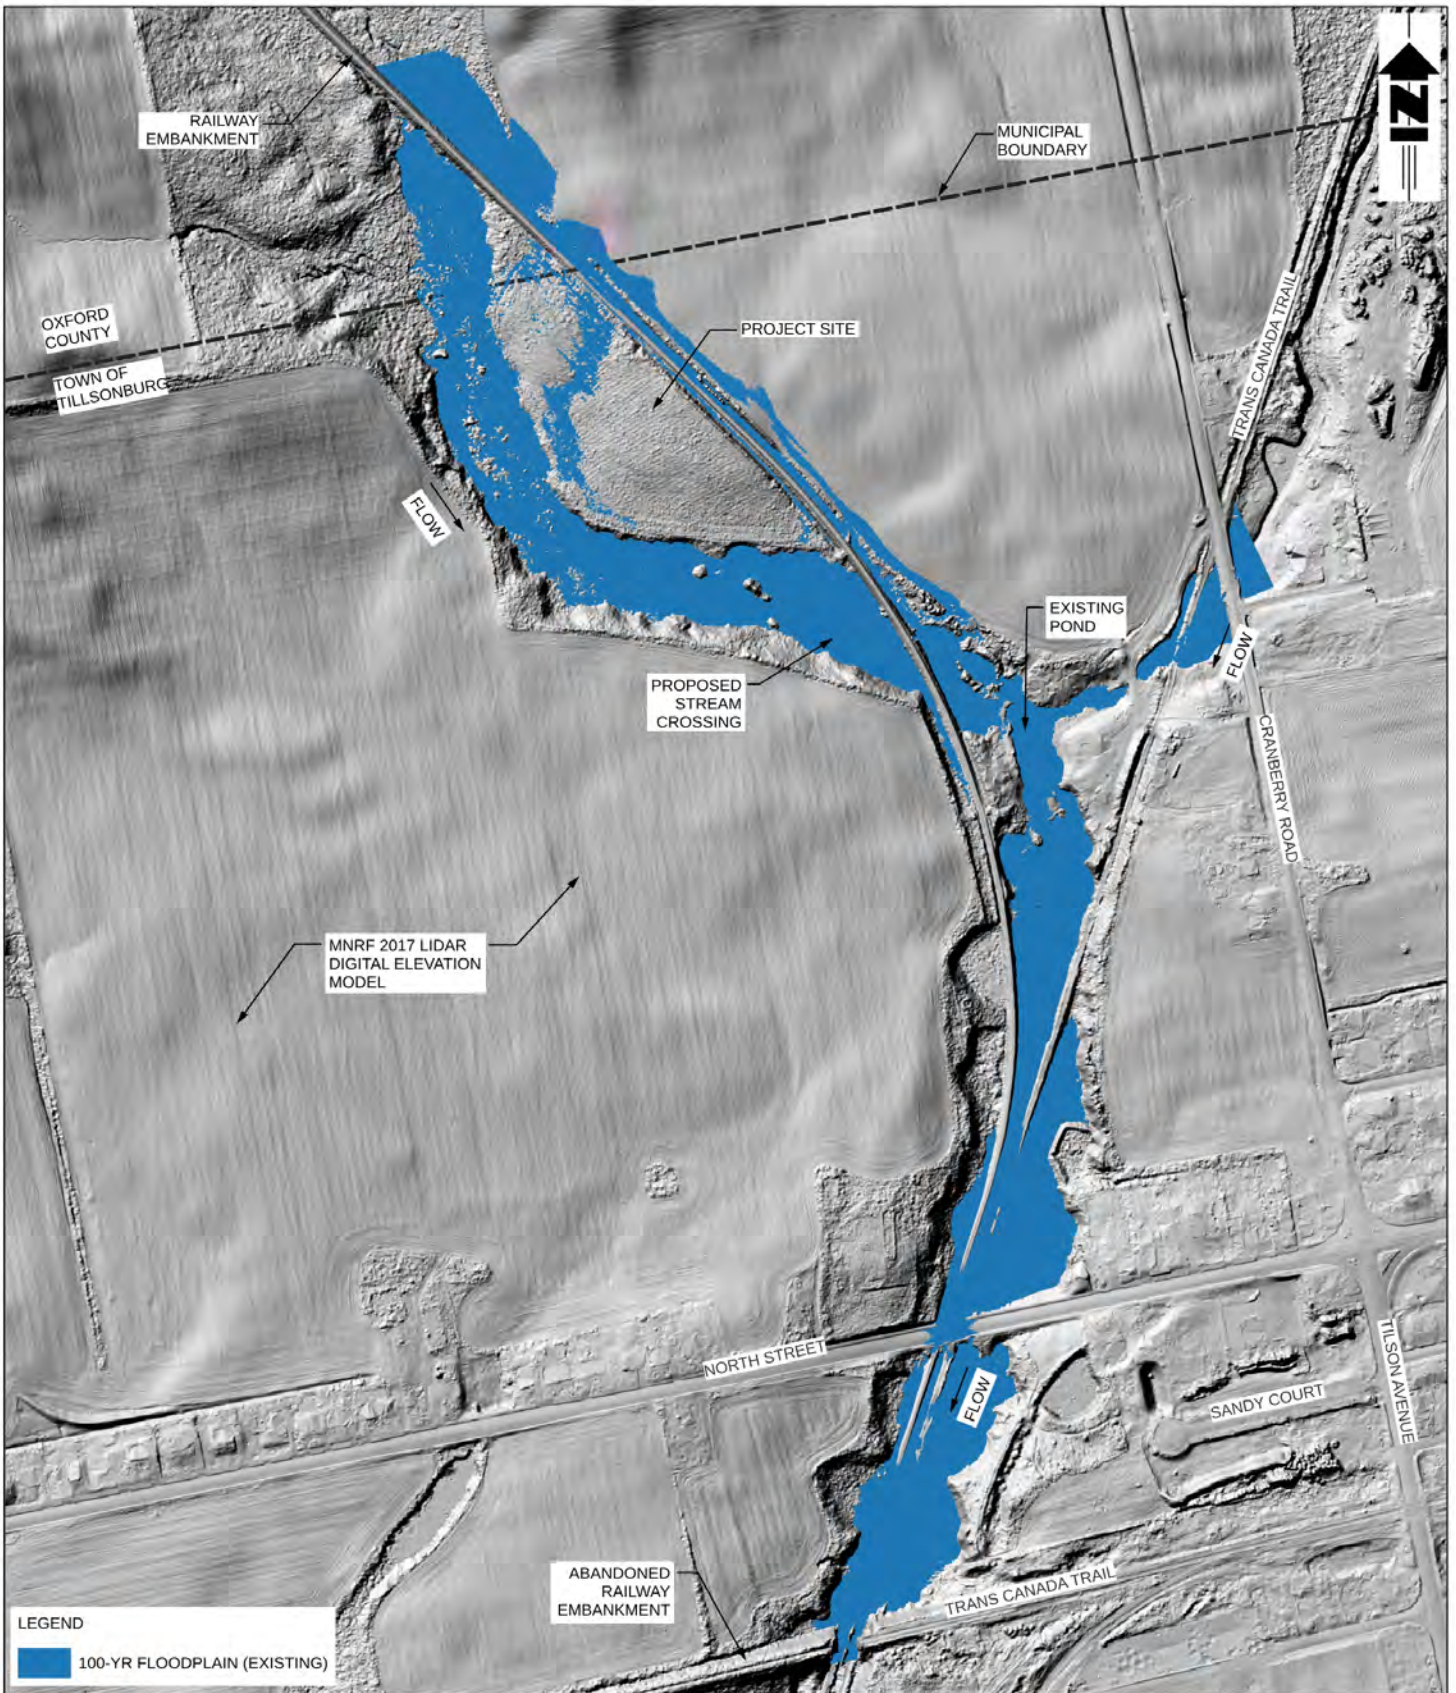 N
RAILWAY
EMBANKMENT
MUNICIPAL
BOUNDARY
OXFORD
COUNTY
TOWN OF
TILLSONBURG
PROJECT SITE
TRANS CANADA TRAIL
FLOW
EXISTING
POND
FLOW
PROPOSED
STREAM
CROSSING
CRANBERRY ROAD
MNRF 2017 LIDAR
DIGITAL ELEVATION
MODEL
NORTH STREET
FLOW
SANDY COURT
TILSON AVENUE
ABANDONED
RAILWAY
EMBANKMENT
TRANS CANADA TRAIL
LEGEND
100-YR FLOODPLAIN (EXISTING)